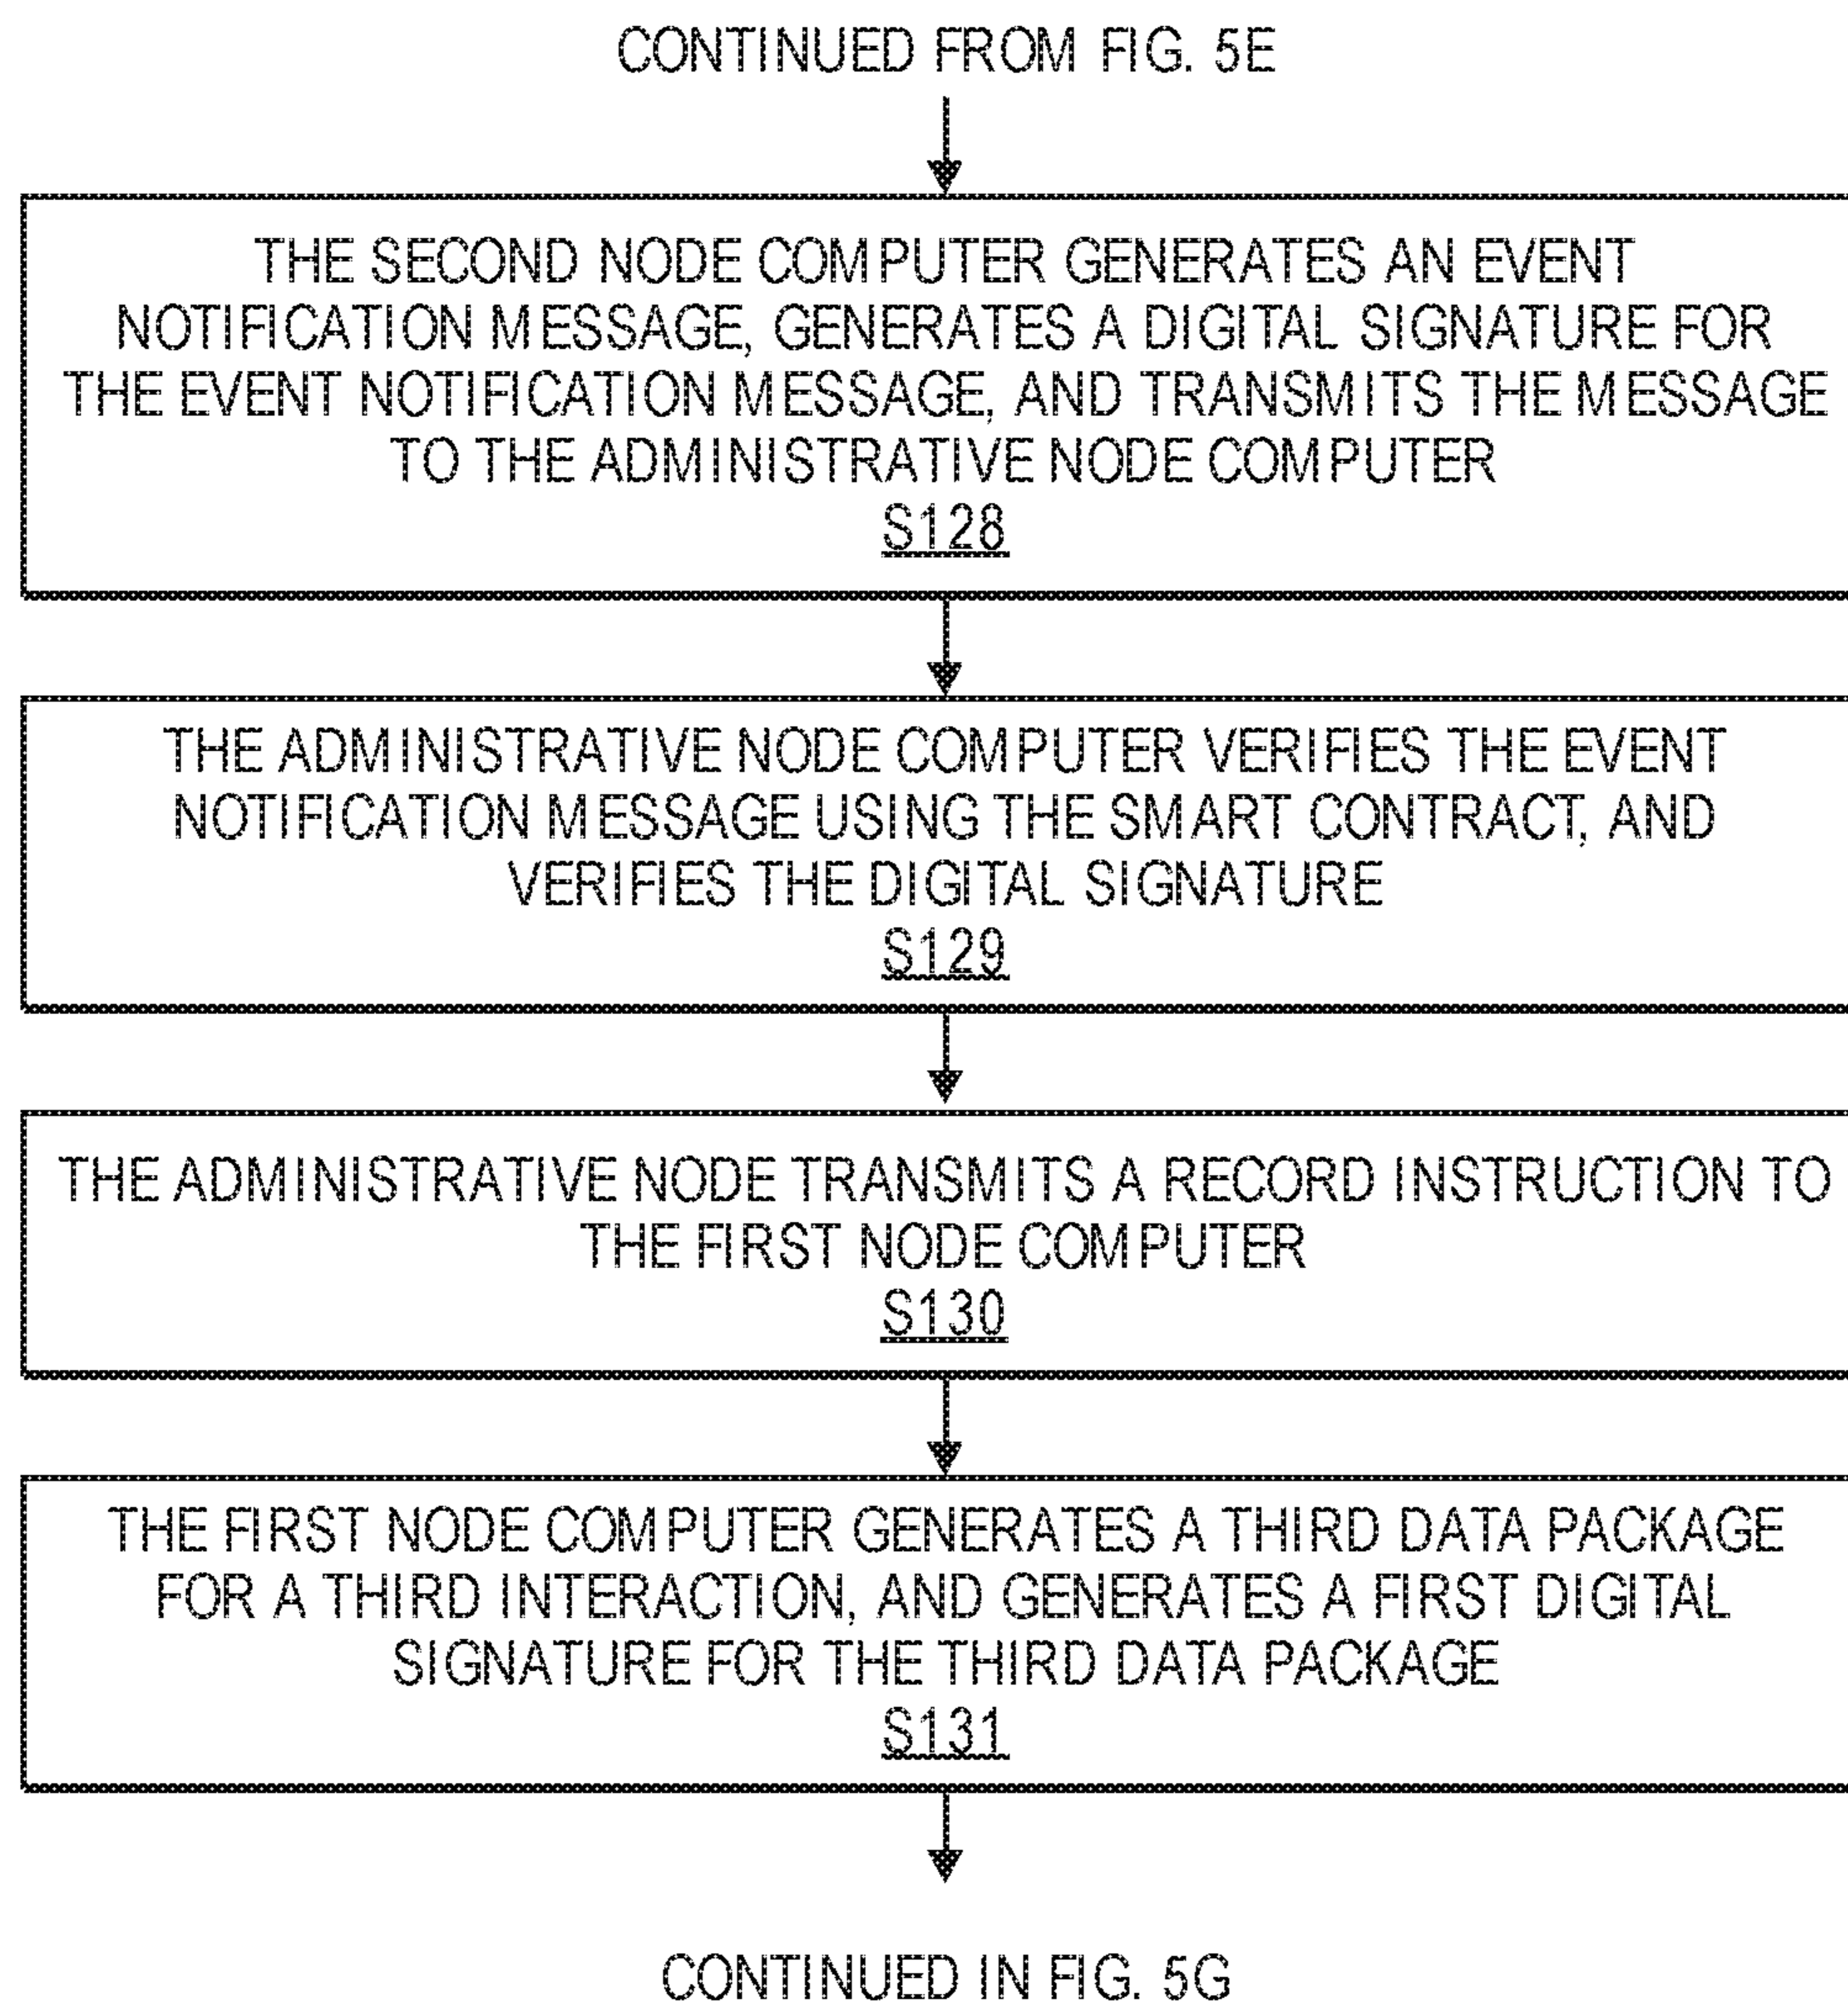 CONTINUED FROM FIG. 5E
THE SECOND NODE COMPUTER GENERATES AN EVENT
NOTIFICATION MESSAGE, GENERATES A DIGITAL SIGNATURE FOR
THE EVENT NOTIFICATION MESSAGE, AND TRANSMITS THE MESSAGE
TO THE ADMINISTRATIVE NODE COMPUTER
S128
THE ADMINISTRATIVE NODE COMPUTER VERIFIES THE EVENT
NOTIFICATION MESSAGE USING THE SMART CONTRACT, AND
VERIFIES THE DIGITAL SIGNATURE
S129
THE ADMINISTRATIVE NODE TRANSMITS A RECORD INSTRUCTION TO
THE FIRST NODE COMPUTER
S130
THE FIRST NODE COMPUTER GENERATES A THIRD DATA PACKAGE
FOR A THIRD INTERACTION, AND GENERATES A FIRST DIGITAL
SIGNATURE FOR THE THIRD DATA PACKAGE
S131
CONTINUED IN FIG. 5G